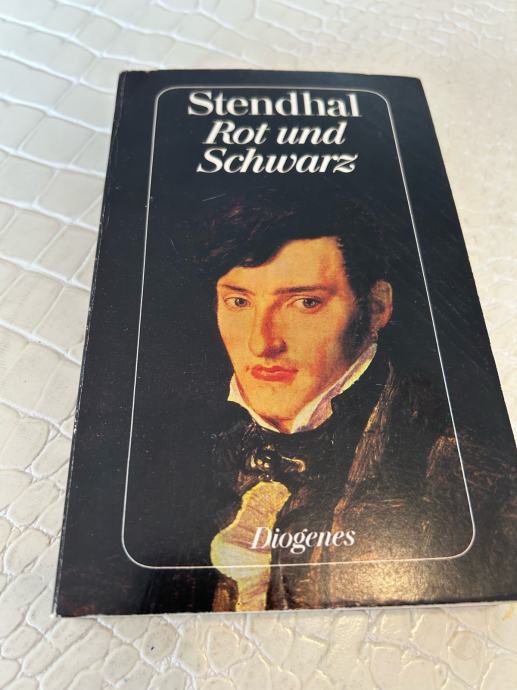 Stendhal
Rot und
Schwarz
Diogenes